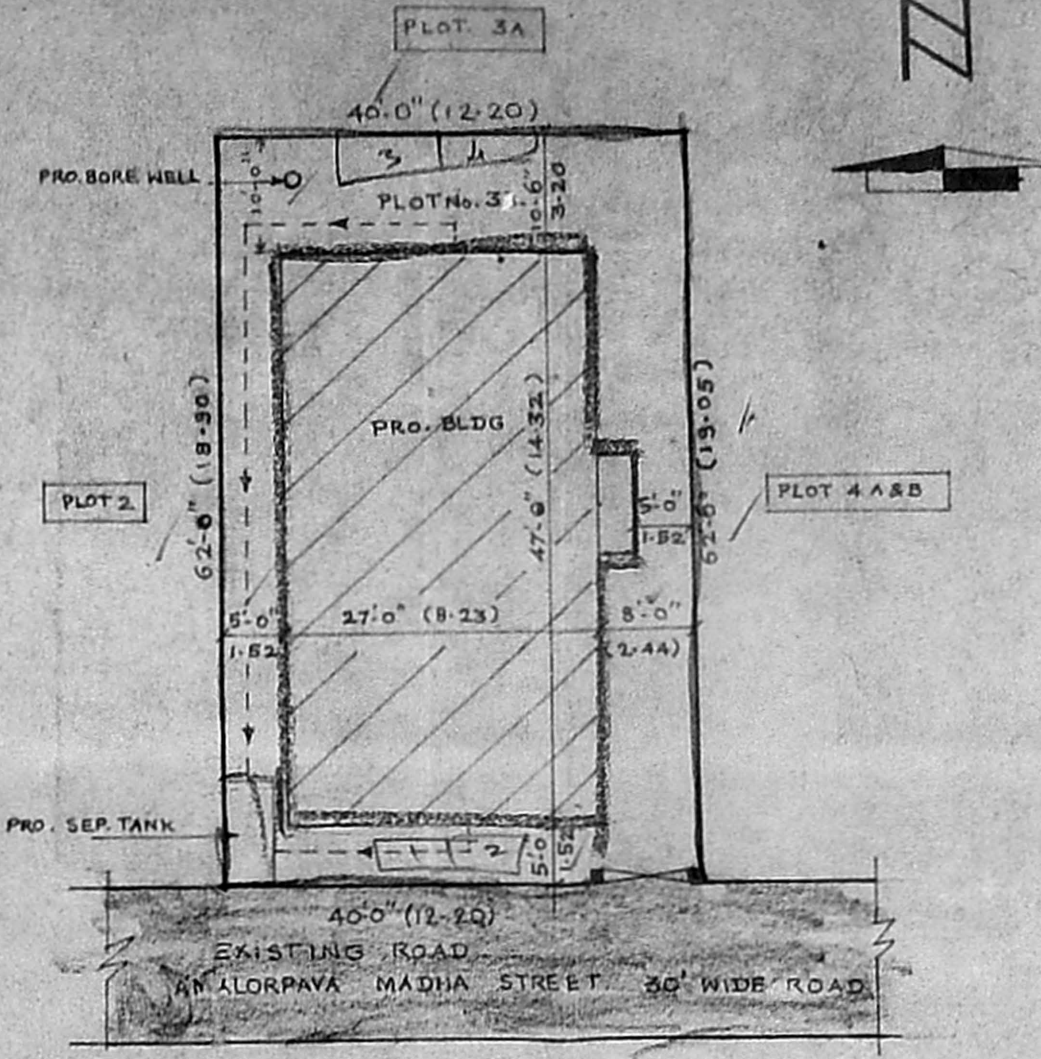 PLOT. 3A
40'.0" (12.20)
3
4
PRO. BORE WELL
10'-0"
PLOT No. 3
10'-6"
3.20
62'-0" (18.90)
PRO. BLDG
47'-0" (14.32)
62'-6" (19.05)
PLOT 2
PLOT 4 A & B
5'-0"
1.52
5'-0"
1.52
27'-0" (8.23)
8'-0"
(2.44)
PRO. SEP. TANK
2
5'-0
1.52
40'0" (12.20)
EXISTING ROAD
MADHA STREET. 30' WIDE ROAD